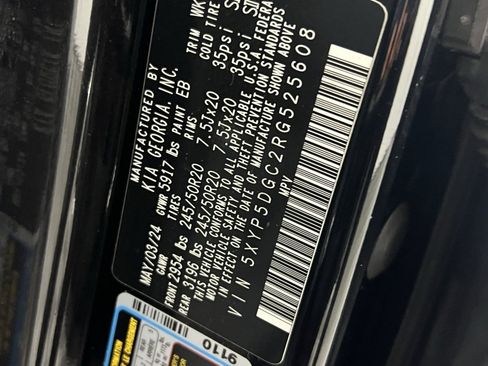 MANUFACTURED BY
KIA GEORGIA, INC.
MAY/03/24 GVWR 5917 lbs PAINT EB TRIM WK
GAWR TIRES RIMS COLD TIRE
FRONT 2954 lbs 245/50R20 7.5Jx20 35psi
REAR 3196 lbs 245/50R20 7.5Jx20 35psi
THIS VEHICLE CONFORMS TO ALL APPLICABLE U.S.A. FEDERAL
MOTOR VEHICLE SAFETY AND THEFT PREVENTION STANDARDS
IN EFFECT ON THE DATE OF MANUFACTURE SHOWN ABOVE
VIN 5XYP5DGC2RG525608
MPV
9110